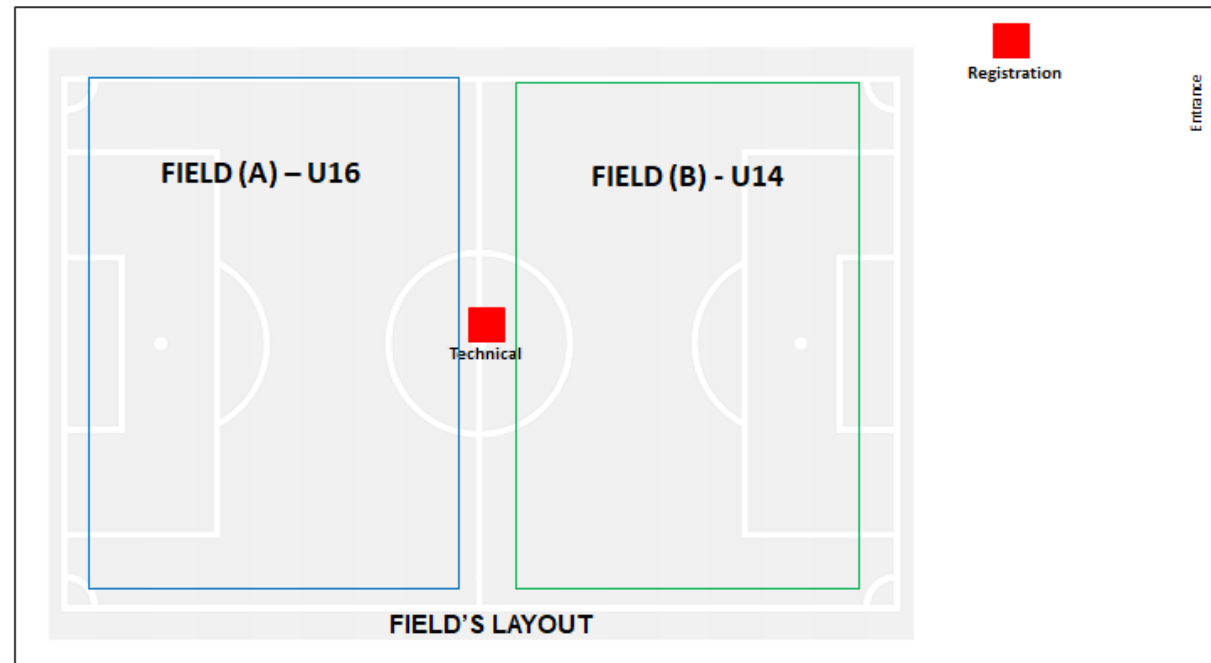 Registration
Entrance
FIELD (A) – U16
FIELD (B) - U14
Technical
FIELD’S LAYOUT